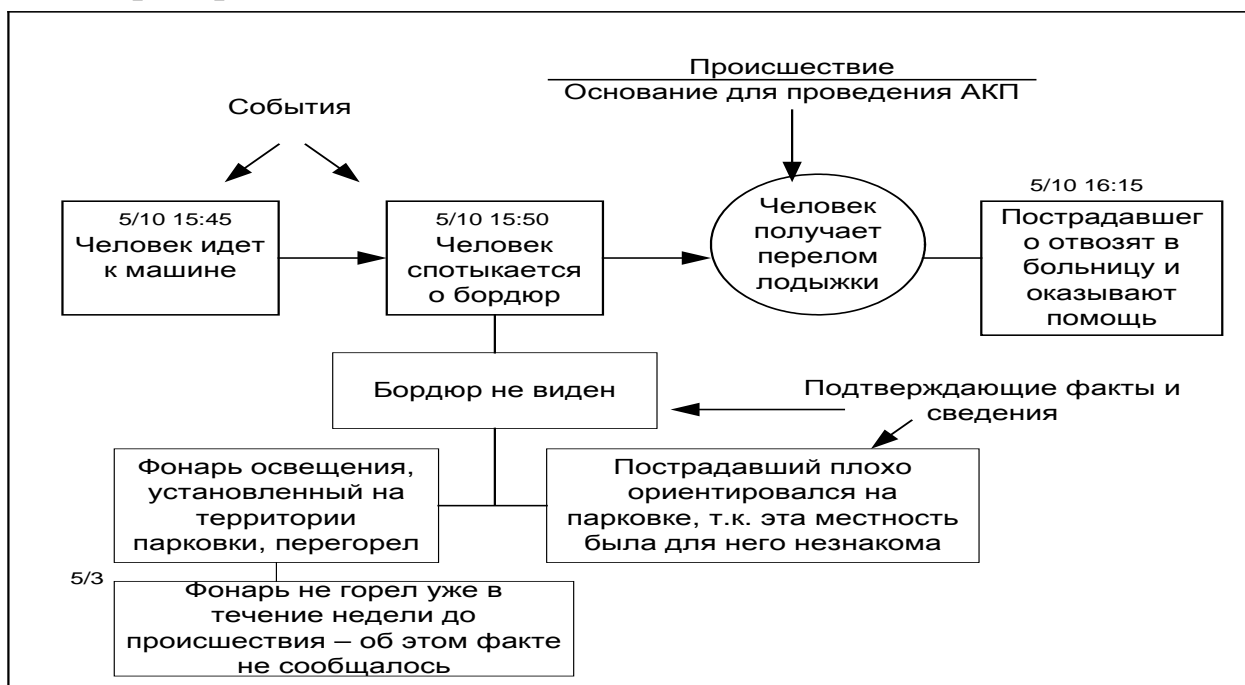 Происшествие
Основание для проведения АКП
События
5/10 15:45
Человек идет
к машине
5/10 15:50
Человек
спотыкается
о бордюр
Человек
получает
перелом
лодыжки
5/10 16:15
Пострадавшег
о отвозят в
больницу и
оказывают
помощь
Бордюр не виден
Подтверждающие факты и
сведения
Фонарь освещения,
установленный на
территории
парковки, перегорел
Пострадавший плохо
ориентировался на
парковке, т.к. эта местность
была для него незнакома
5/3
Фонарь не горел уже в
течение недели до
происшествия – об этом факте
не сообщалось